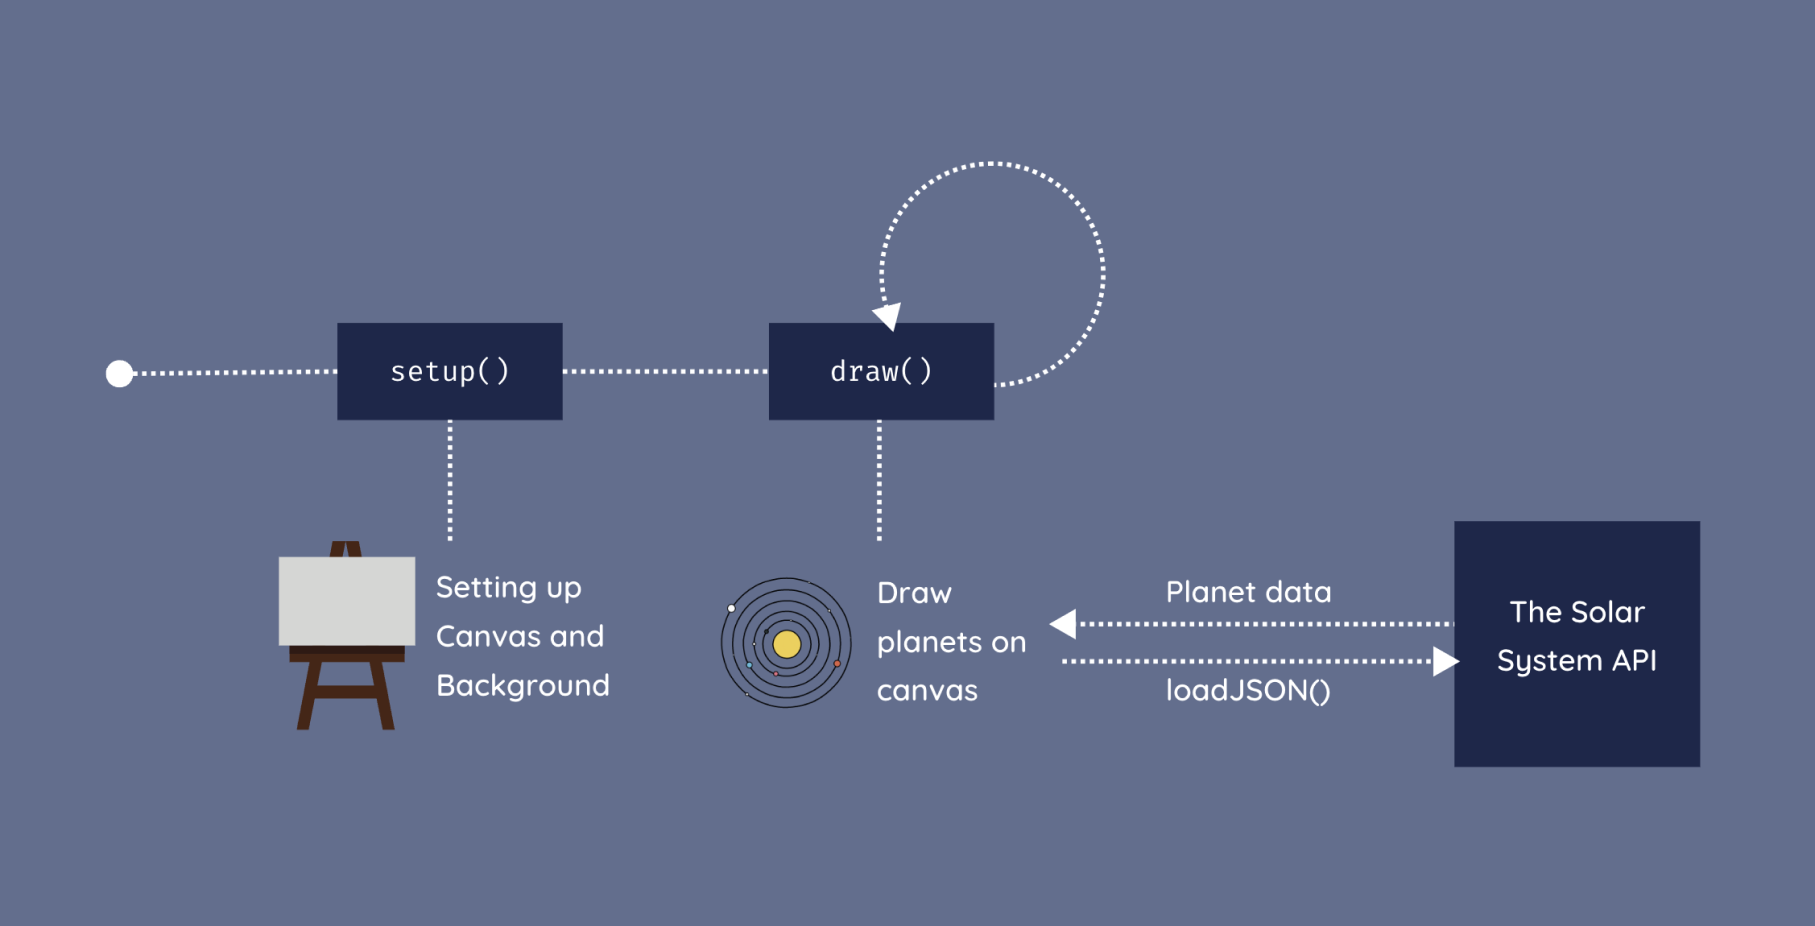 setup()
draw()
Setting up
Canvas and
Background
Draw
planets on
canvas
Planet data
loadJSON()
The Solar
System API